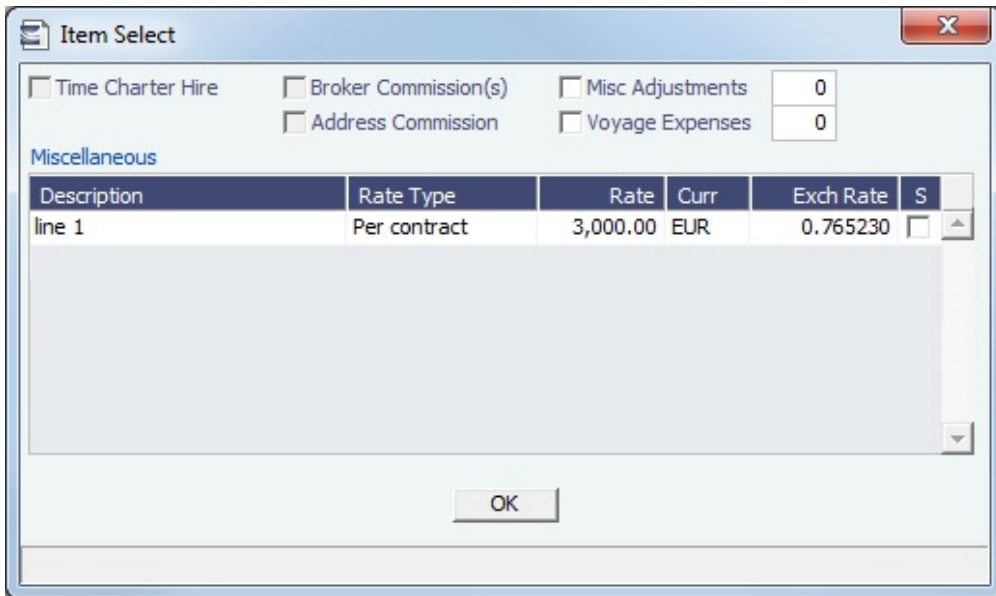 Item Select
Time Charter Hire Broker Commission(s) Misc Adjustments 0
Address Commission Voyage Expenses 0
Miscellaneous
Description Rate Type Rate Curr Exch Rate S
line 1 Per contract 3,000.00 EUR 0.765230
OK